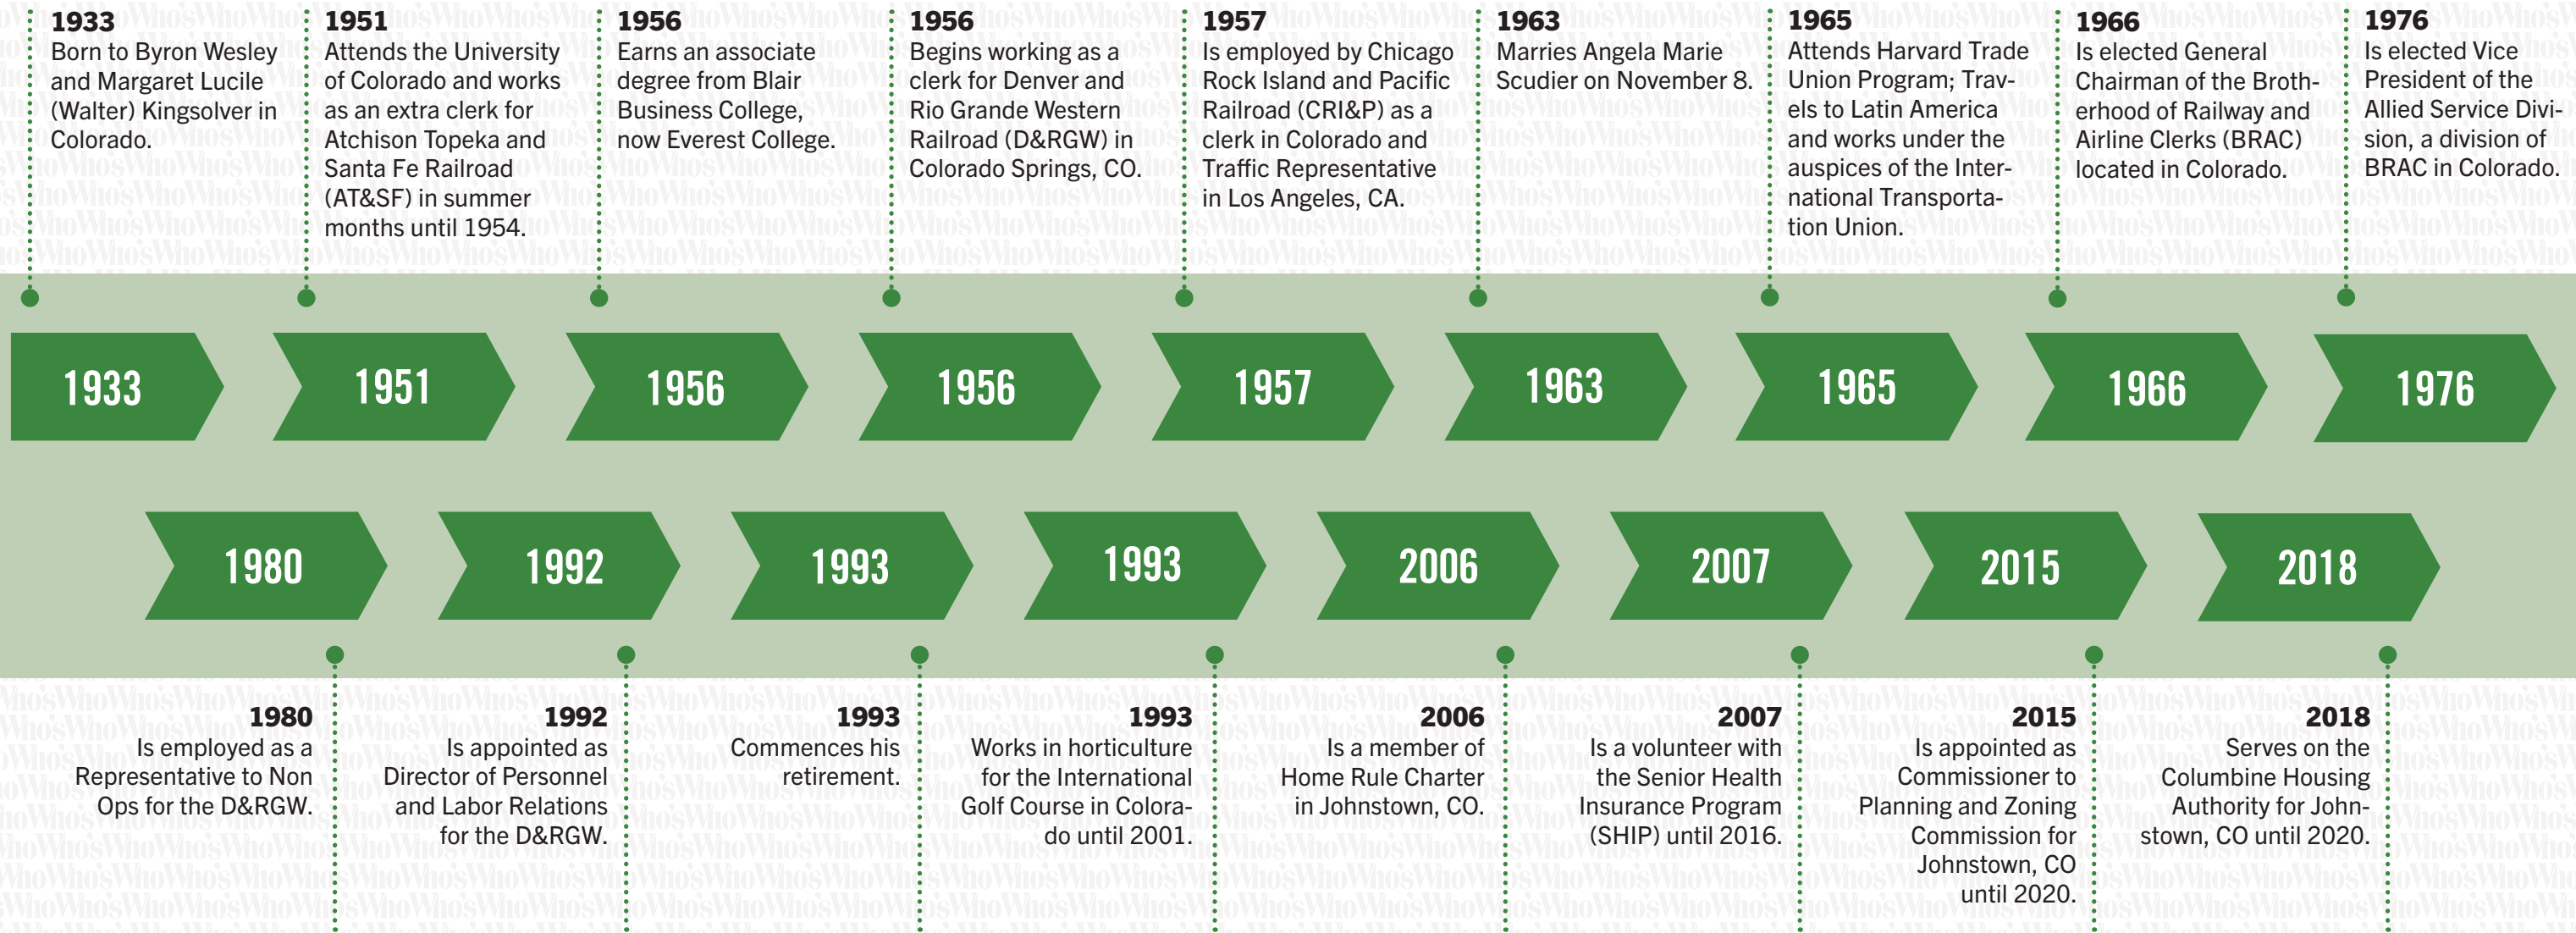 1933
Born to Byron Wesley
and Margaret Lucile
(Walter) Kingsolver in
Colorado.
1951
Attends the University
of Colorado and works
as an extra clerk for
Atchison Topeka and
Santa Fe Railroad
(AT&SF) in summer
months until 1954.
1956
Earns an associate
degree from Blair
Business College,
now Everest College.
1956
Begins working as a
clerk for Denver and
Rio Grande Western
Railroad (D&RGW) in
Colorado Springs, CO.
1957
Is employed by Chicago
Rock Island and Pacific
Railroad (CRI&P) as a
clerk in Colorado and
Traffic Representative
in Los Angeles, CA.
1963
Marries Angela Marie
Scudier on November 8.
1965
Attends Harvard Trade
Union Program; Trav-
els to Latin America
and works under the
auspices of the Inter-
national Transporta-
tion Union.
1966
Is elected General
Chairman of the Broth-
erhood of Railway and
Airline Clerks (BRAC)
located in Colorado.
1976
Is elected Vice
President of the
Allied Service Divi-
sion, a division of
BRAC in Colorado.
1933
1951
1956
1956
1957
1963
1965
1966
1976
1980
1992
1993
1993
2006
2007
2015
2018
1980
Is employed as a
Representative to Non
Ops for the D&RGW.
1992
Is appointed as
Director of Personnel
and Labor Relations
for the D&RGW.
1993
Commences his
retirement.
1993
Works in horticulture
for the International
Golf Course in Colora-
do until 2001.
2006
Is a member of
Home Rule Charter
in Johnstown, CO.
2007
Is a volunteer with
the Senior Health
Insurance Program
(SHIP) until 2016.
2015
Is appointed as
Commissioner to
Planning and Zoning
Commission for
Johnstown, CO
until 2020.
2018
Serves on the
Columbine Housing
Authority for John-
stown, CO until 2020.